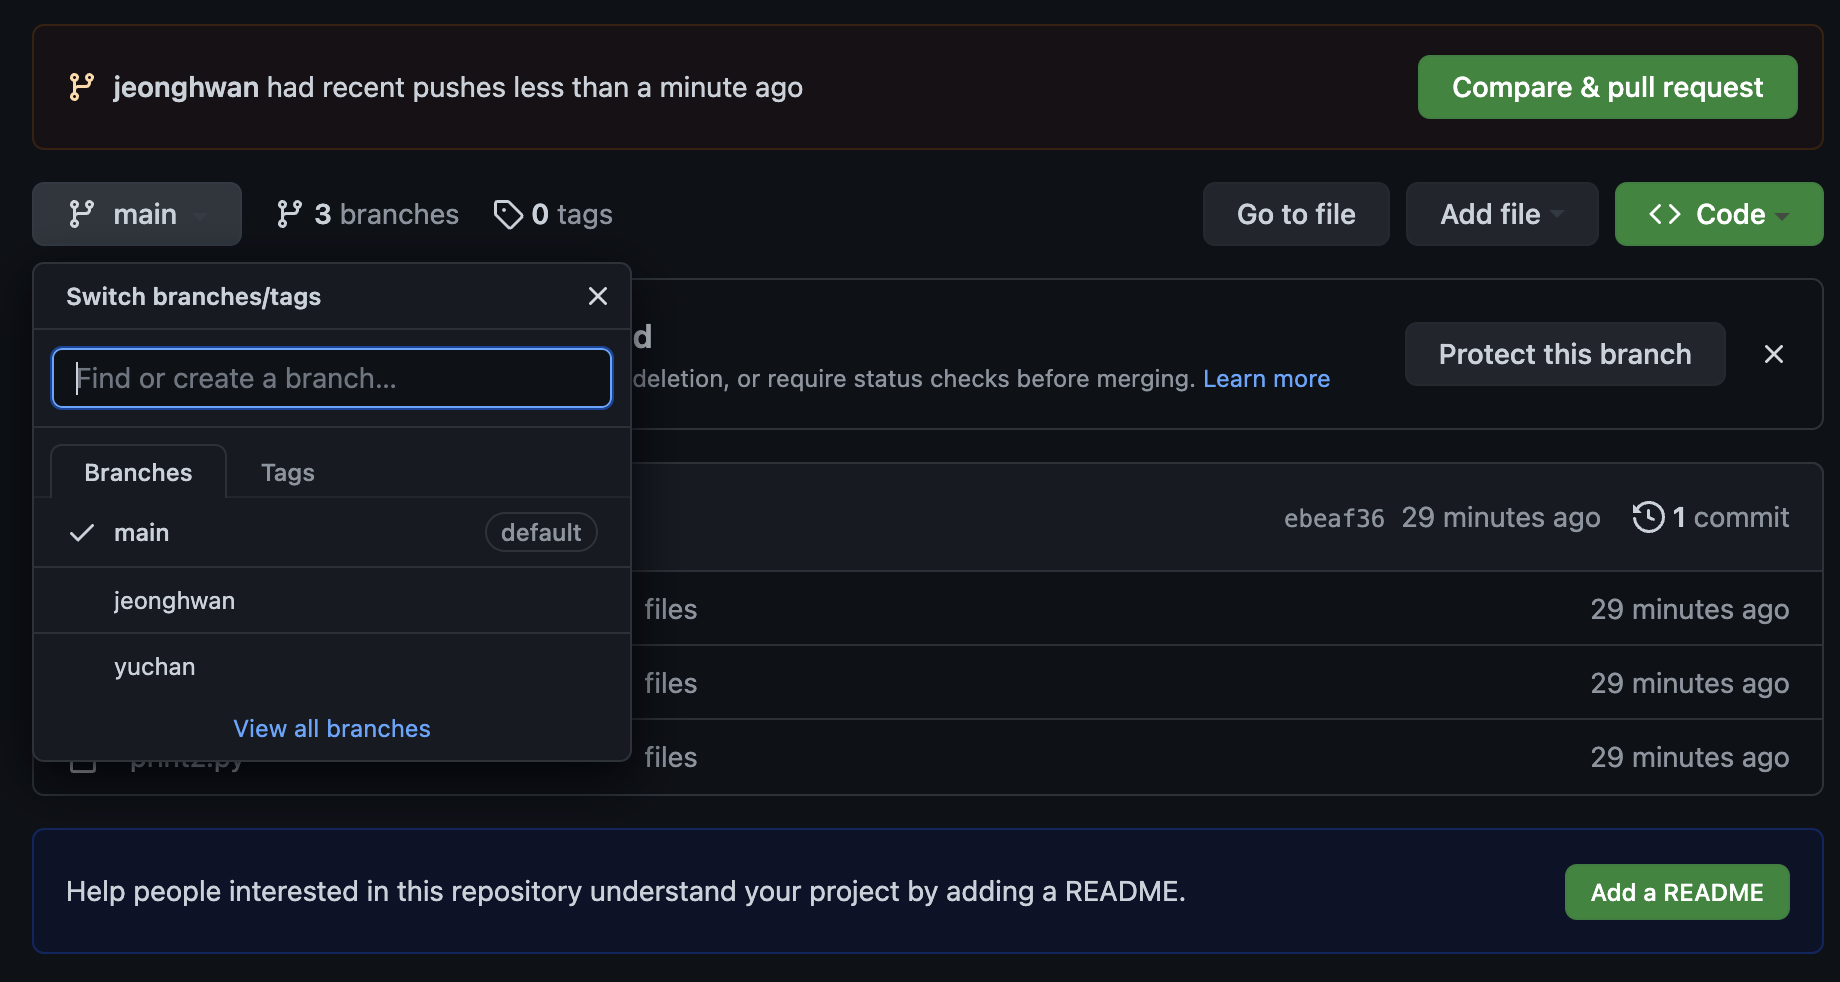 jeonghwan had recent pushes less than a minute ago
Compare & pull request
main
3 branches
0 tags
Go to file
Add file
Code
Switch branches/tags
Find or create a branch...
d
deletion, or require status checks before merging. Learn more
Protect this branch
Branches
Tags
main
default
jeonghwan
yuchan
View all branches
ebeaf36 29 minutes ago
1 commit
files
29 minutes ago
files
29 minutes ago
print2.py
files
29 minutes ago
Help people interested in this repository understand your project by adding a README.
Add a README